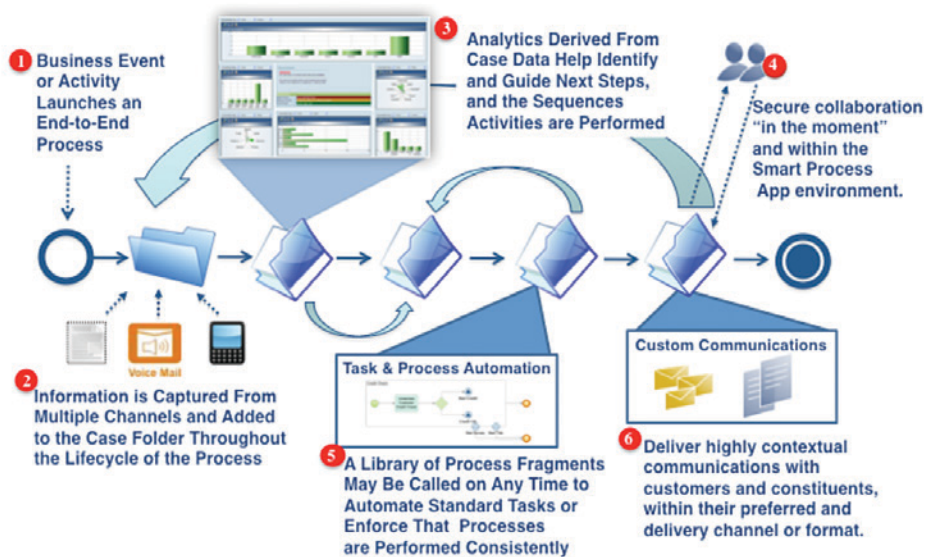 1
Business Event
or Activity
Launches an
End-to-End
Process
3
Analytics Derived From
Case Data Help Identify
and Guide Next Steps,
and the Sequences
Activities are Performed
4
Secure collaboration
“in the moment”
and within the
Smart Process
App environment.
Voice Mail
2
Information is Captured From
Multiple Channels and Added
to the Case Folder Throughout
the Lifecycle of the Process
Task & Process Automation
5
A Library of Process Fragments
May be Called on Any Time to
Automate Standard Tasks or
Enforce That Processes
are Performed Consistently
Custom Communications
6
Deliver highly contextual
communications with
customers and constituents,
within their preferred and
delivery channel or format.